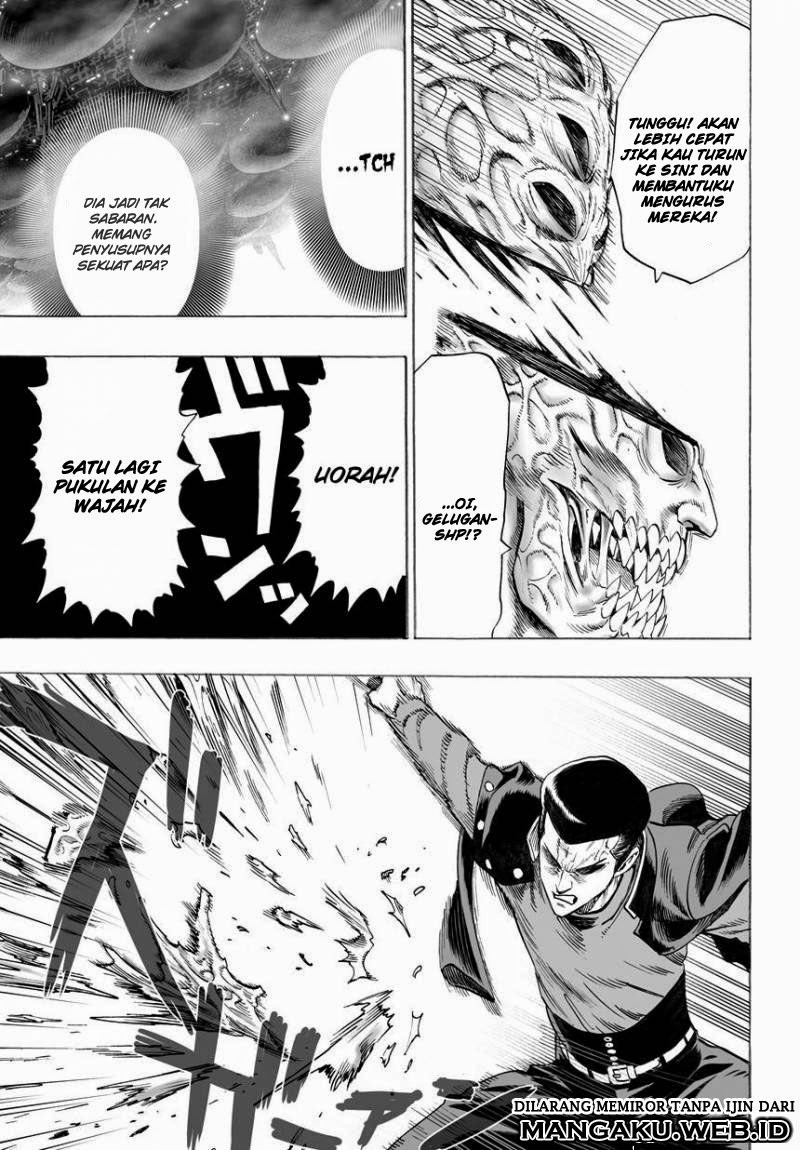 TUNGGU! AKAN
LEBIH CEPAT
JIKA KAU TURUN
KE SINI DAN
MEMBANTUKU
MENGURUS
MEREKA!
...OI,
GELUGAN-
SHP!?
...TCH
DIA JADI TAK
SABARAN.
MEMANG
PENYUSUPNYA
SEKUAT APA?
UORAH!
SATU LAGI
PUKULAN KE
WAJAH!
DILARANG MEMIROR TANPA IJIN DARI
MANGAKU.WEB.ID